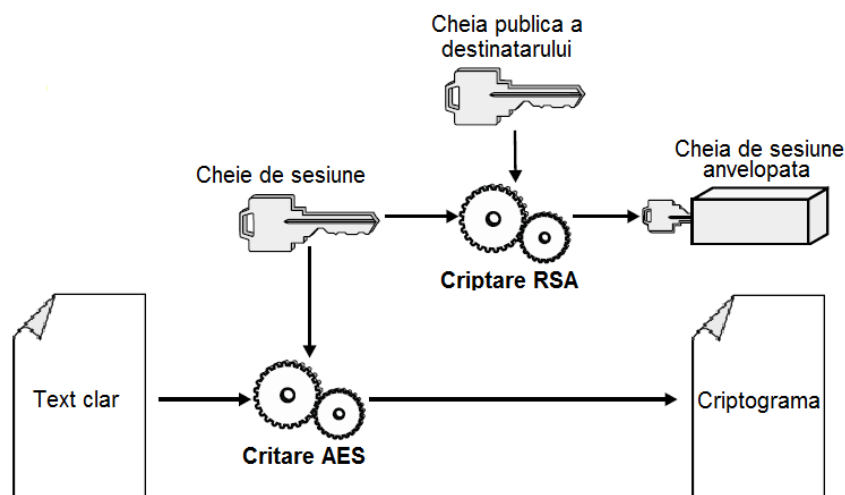 Cheia publica a
destinatarului
Cheia de sesiune
anvelopata
Cheie de sesiune
Criptare RSA
Text clar
Criptograma
Critare AES